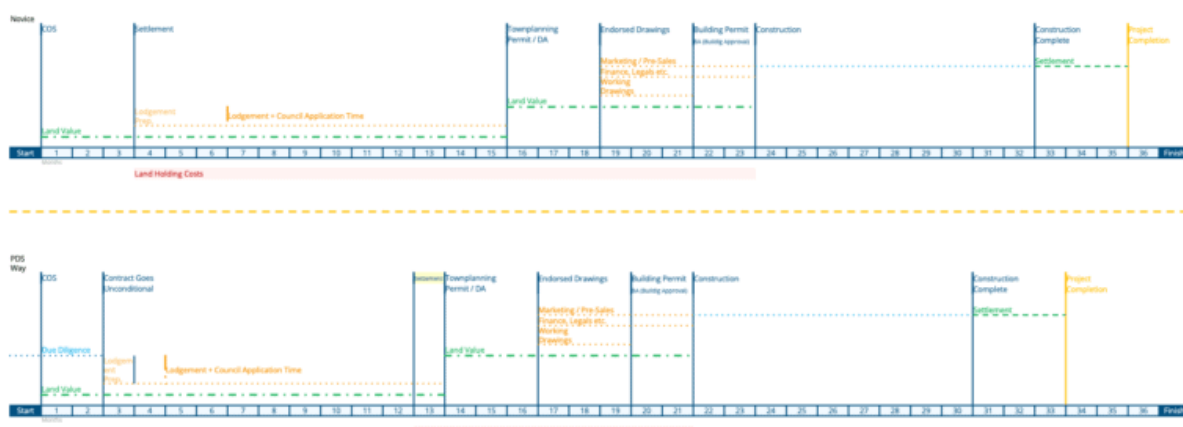 Novice
COS
Settlement
Townplanning
Permit / DA
Endorsed Drawings
Building Permit
BA (Buildig Approval)
Construction
Construction
Complete
Project
Completion
Marketing / Pre-Sales
Finance, Legals etc.
Working
Drawings
Settlement
Land Value
Lodgement
Prep.
Lodgement + Council Application Time
Land Value
Start 1 2 3 4 5 6 7 8 9 10 11 12 13 14 15 16 17 18 19 20 21 22 23 24 25 26 27 28 29 30 31 32 33 34 35 36 Finish
Months
Land Holding Costs
PDS
Way
COS
Contract Goes
Unconditional
Settlement
Townplanning
Permit / DA
Endorsed Drawings
Building Permit
BA (Buildig Approval)
Construction
Construction
Complete
Project
Completion
Marketing / Pre-Sales
Finance, Legals etc.
Working
Drawings
Settlement
Due Diligence
Land Value
Lodgem
ent
Prep.
Lodgement + Council Application Time
Land Value
Start 1 2 3 4 5 6 7 8 9 10 11 12 13 14 15 16 17 18 19 20 21 22 23 24 25 26 27 28 29 30 31 32 33 34 35 36 Finish
Months